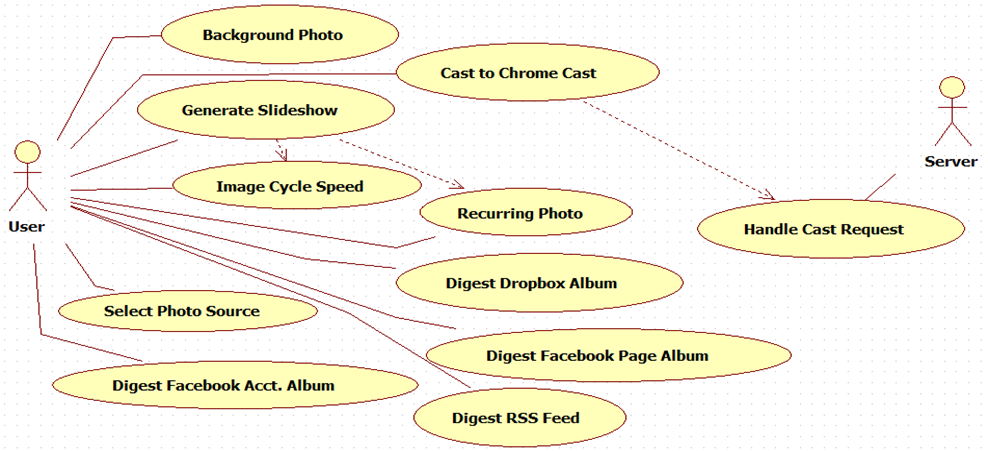 Background Photo
Cast to Chrome Cast
Generate Slideshow
Server
Image Cycle Speed
Recurring Photo
User
Handle Cast Request
Digest Dropbox Album
Select Photo Source
Digest Facebook Page Album
Digest Facebook Acct. Album
Digest RSS Feed